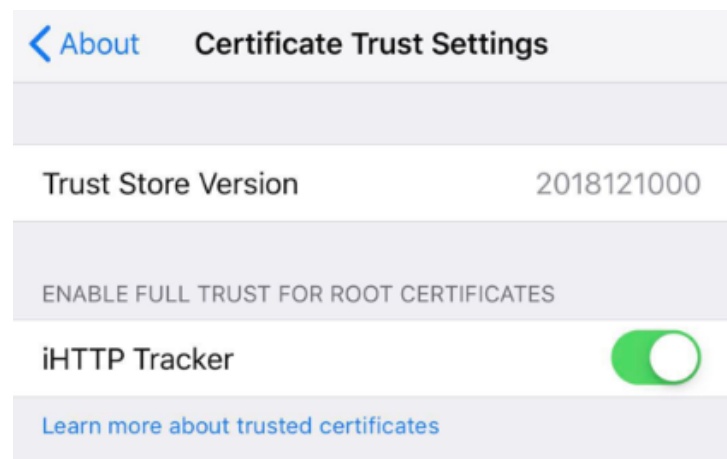 About Certificate Trust Settings
Trust Store Version 2018121000
ENABLE FULL TRUST FOR ROOT CERTIFICATES
iHTTP Tracker
Learn more about trusted certificates